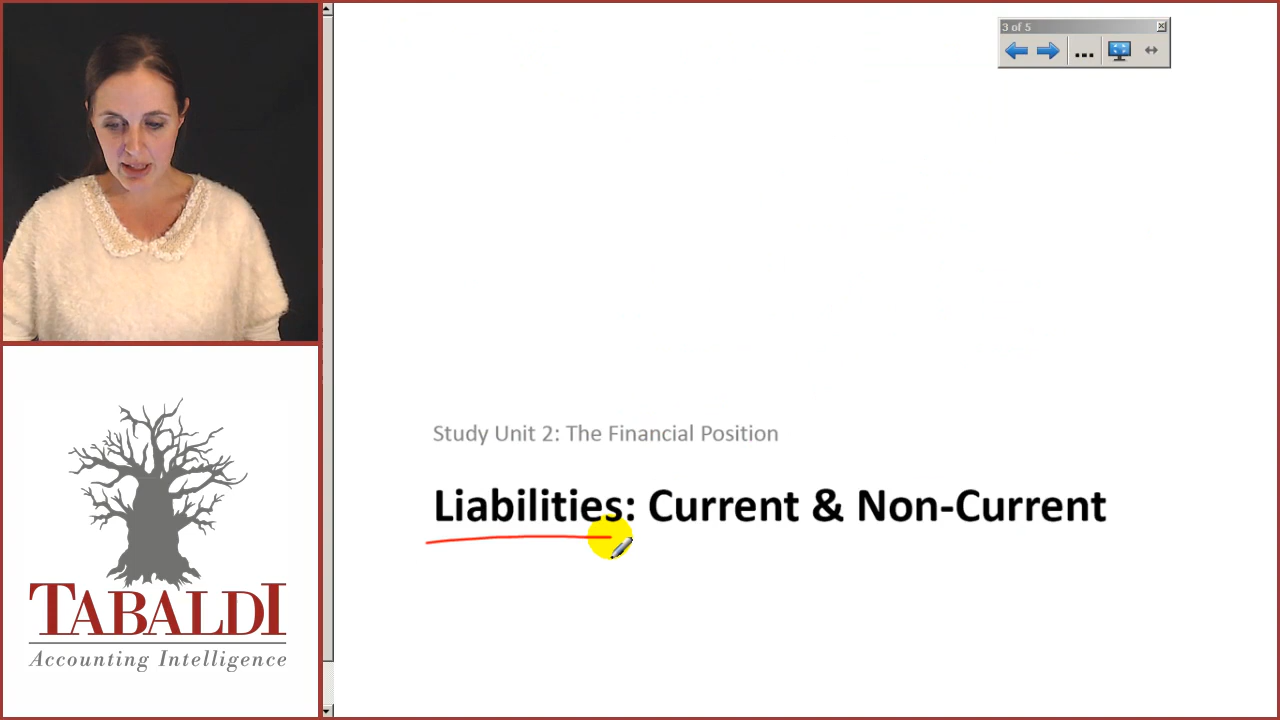 3 of 5
...
Study Unit 2: The Financial Position
Liabilities: Current & Non-Current
TABALDI
Accounting Intelligence